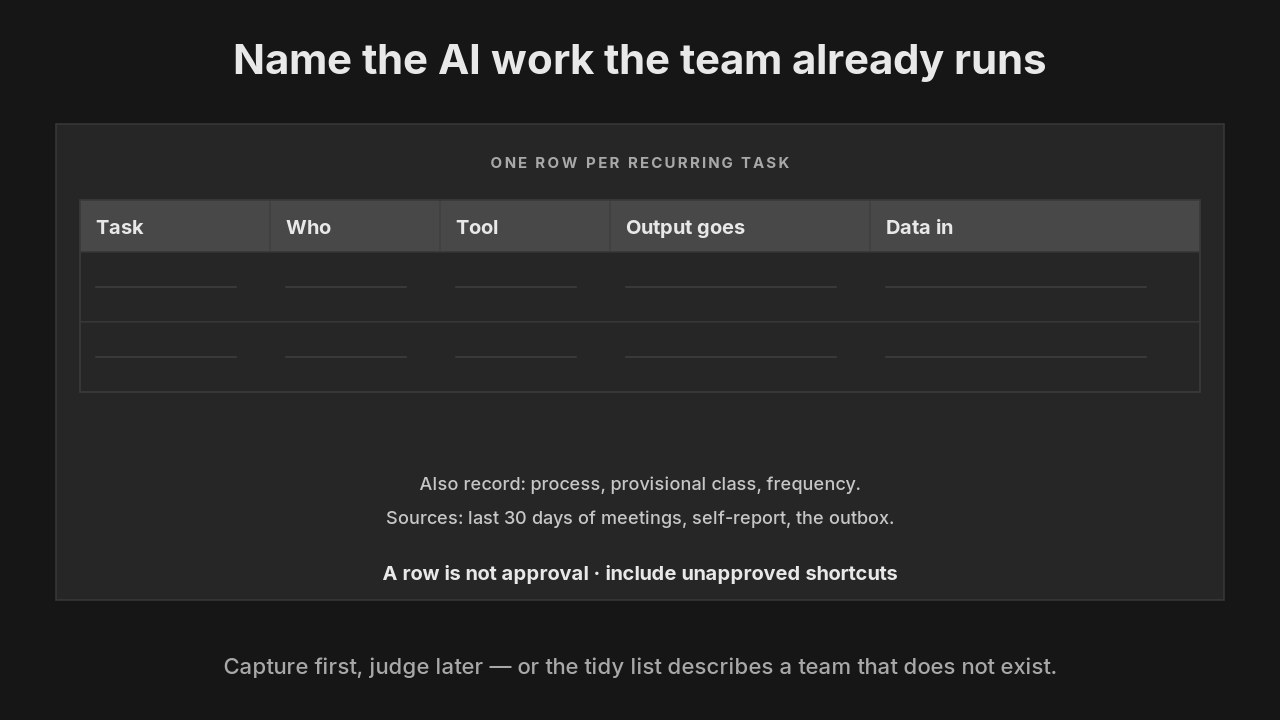 Name the AI work the team already runs
ONE ROW PER RECURRING TASK
Task Who Tool Output goes Data in
Also record: process, provisional class, frequency.
Sources: last 30 days of meetings, self-report, the outbox.
A row is not approval · include unapproved shortcuts
Capture first, judge later — or the tidy list describes a team that does not exist.